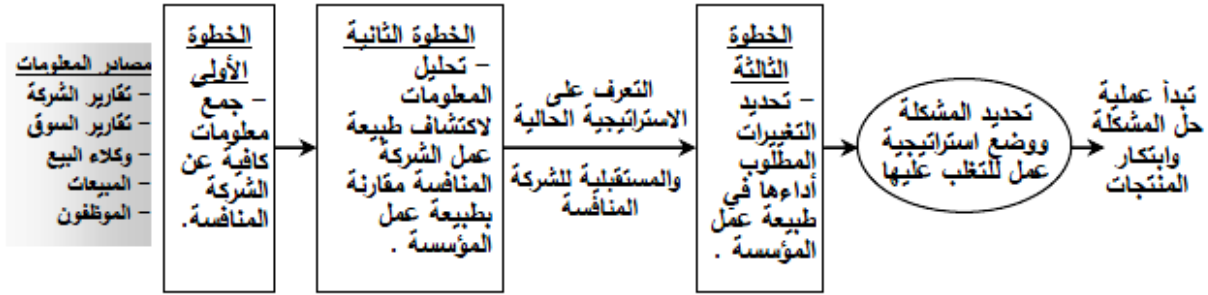 مصادر المعلومات
- تقارير الشركة
- تقارير السوق
- وكلاء البيع
- المبيعات
- الموظفون
الخطوة
الأولى
- جمع
معلومات
كافية عن
الشركة
المنافسة.
الخطوة الثانية
- تحليل
المعلومات
لاكتشاف طبيعة
عمل الشركة
المنافسة مقارنة
بطبيعة عمل
المؤسسة .
التعرف على
الاستراتيجية الحالية
والمستقبلية للشركة
المنافسة
الخطوة
الثالثة
- تحديد
التغييرات
المطلوب
أداءها في
طبيعة عمل
المؤسسة .
تحديد المشكلة
ووضع استراتيجية
عمل للتغلب عليها
تبدأ عملية
حل المشكلة
وابتكار
المنتجات